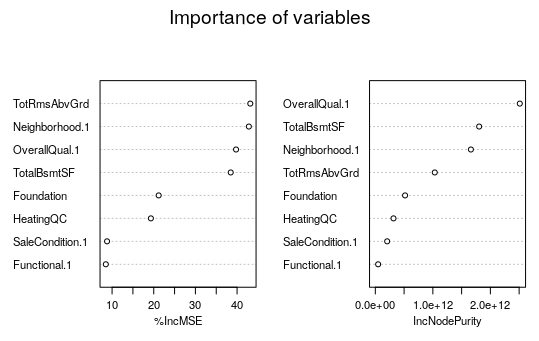 Importance of variables
TotRmsAbvGrd
Neighborhood.1
OverallQual.1
TotalBsmtSF
Foundation
HeatingQC
SaleCondition.1
Functional.1
10 20 30 40
%IncMSE
OverallQual.1
TotalBsmtSF
Neighborhood.1
TotRmsAbvGrd
Foundation
HeatingQC
SaleCondition.1
Functional.1
0.0e+00 1.0e+12 2.0e+12
IncNodePurity